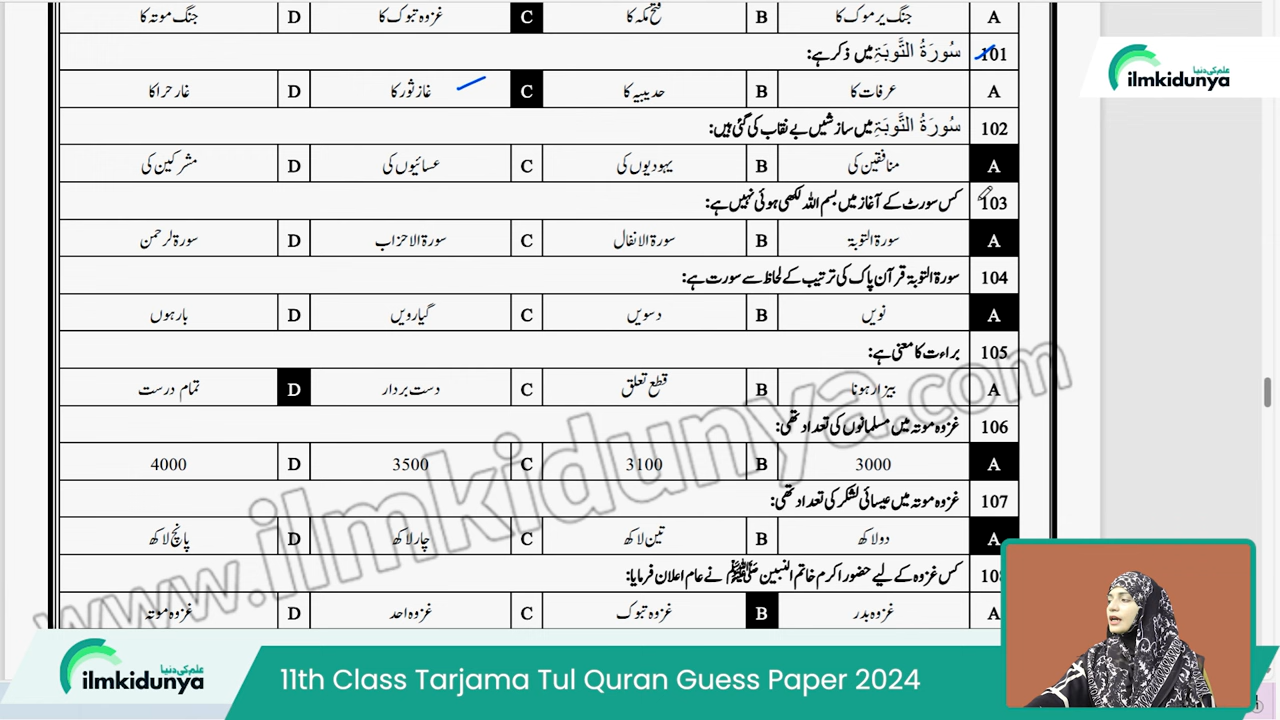 A جنگ یرموک کا B فتح مکہ کا C غزوہ تبوک کا D جنگ موتہ کا
101 سُورَةُ التَّوبَۃِ میں ذکر ہے:
A عرفات کا B حدیبیہ کا C غار ثور کا D غار حرا کا
102 سُورَةُ التَّوبَۃِ میں سازشیں بے نقاب کی گئی ہیں:
A منافقین کی B یہودیوں کی C عسائیوں کی D مشرکین کی
103 کس سورٹ کے آغاز میں بسم اللہ لکھی ہوئی نہیں ہے:
A سورۃ التوبۃ B سورۃ الانفال C سورۃ الاحزاب D سورۃ لرحمن
104 سورۃ التوبۃ قرآن پاک کی ترتیب کے لحاظ سے سورت ہے:
A نویں B دسویں C گیارویں D بارہوں
105 براءت کا معنی ہے:
A بیزار ہونا B قطع تعلق C دست بردار D تمام درست
106 غزوہ موتہ میں مسلمانوں کی تعداد تھی:
A 3000 B 3100 C 3500 D 4000
107 غزوہ موتہ میں عیسائی لشکر کی تعداد تھی:
A دو لاکھ B تین لاکھ C چار لاکھ D پانچ لاکھ
108 کس غزوہ کے لیے حضور اکرم خاتم النبیین ﷺ نے عام اعلان فرمایا:
A غزوہ بدر B غزوہ تبوک C غزوہ احد D غزوہ موتہ
www.ilmkidunya.com
علم کی دنیا
ilmkidunya
علم کی دنیا
ilmkidunya
11th Class Tarjama Tul Quran Guess Paper 2024